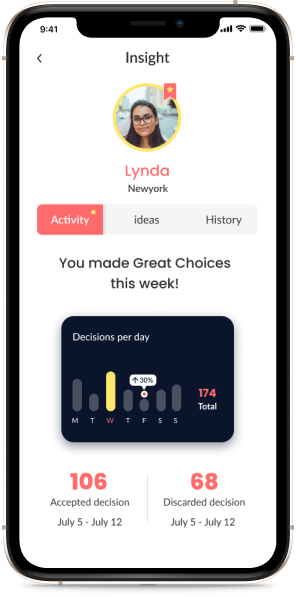 9:41
Insight
Lynda
Newyork
Activity
ideas
History
You made Great Choices
this week!
Decisions per day
30%
174
Total
M T W T F S S
106
68
Accepted decision
Discarded decision
July 5 - July 12
July 5 - July 12